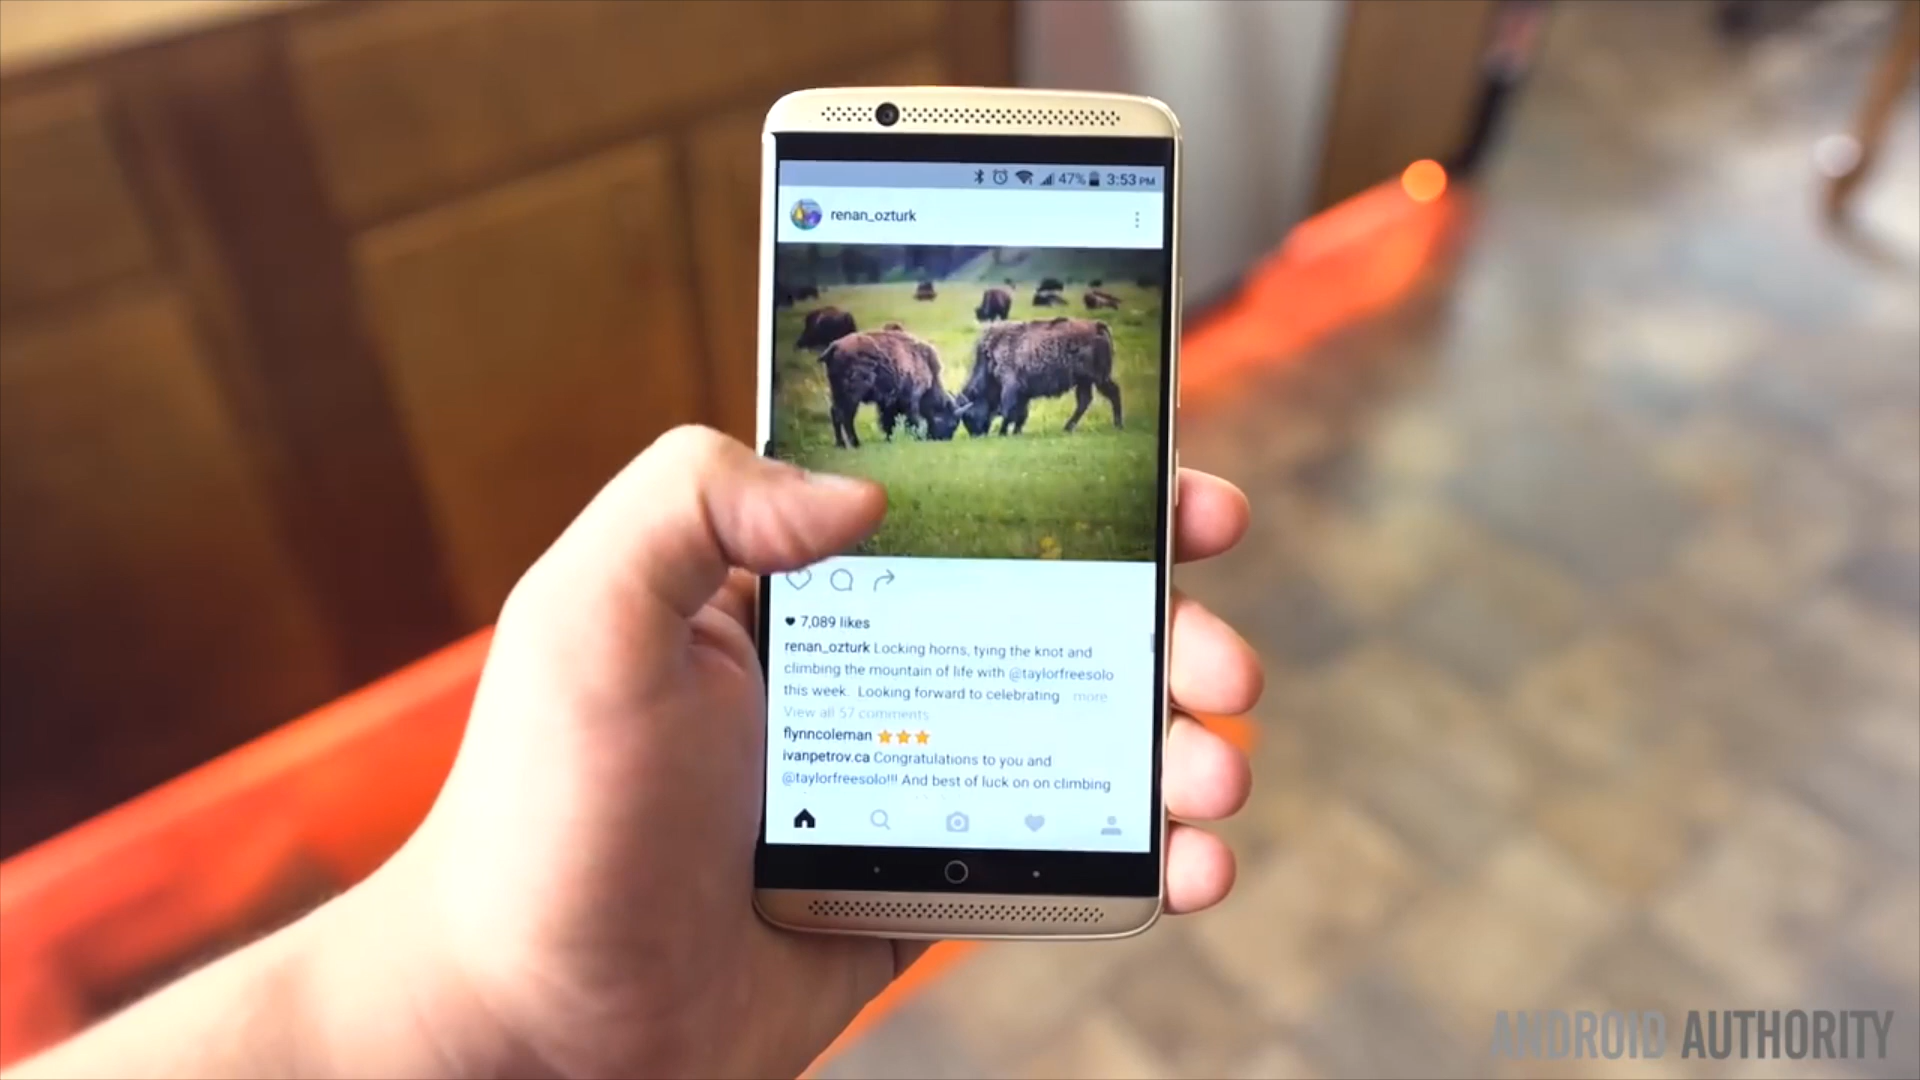 47% 3:53 PM
renan_ozturk
7,089 likes
renan_ozturk Locking horns, tying the knot and
climbing the mountain of life with @taylorfreesolo
this week. Looking forward to celebrating more
View all 57 comments
flynncoleman
ivanpetrov.ca Congratulations to you and
@taylorfreesolo!!! And best of luck on on climbing
ANDROID AUTHORITY